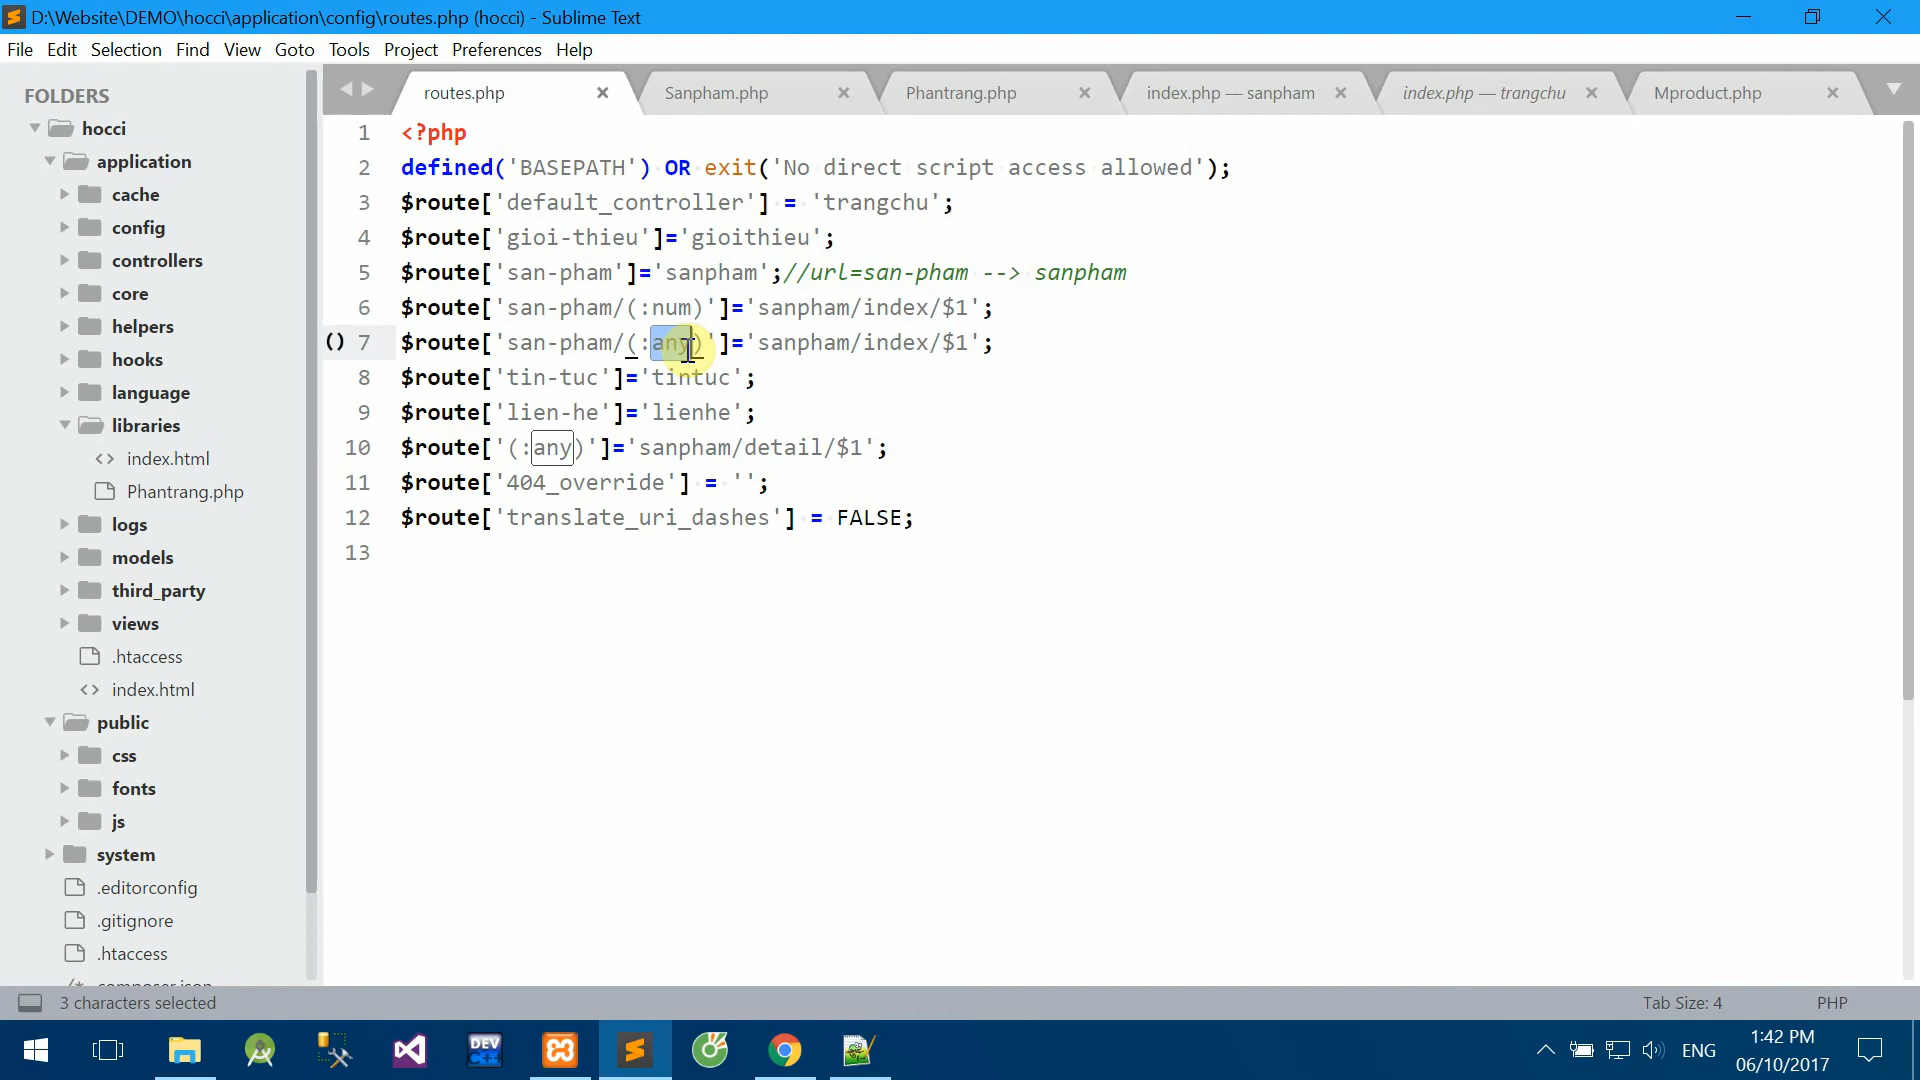 D:\Website\DEMO\hocci\application\config\routes.php (hocci) - Sublime Text
File Edit Selection Find View Goto Tools Project Preferences Help
FOLDERS
hocci
application
cache
config
controllers
core
helpers
hooks
language
libraries
index.html
Phantrang.php
logs
models
third_party
views
.htaccess
index.html
public
css
fonts
js
system
.editorconfig
.gitignore
.htaccess
composer.json
routes.php Sanpham.php Phantrang.php index.php — sanpham index.php — trangchu Mproduct.php
1 <?php
2 defined('BASEPATH') OR exit('No direct script access allowed');
3 $route['default_controller'] = 'trangchu';
4 $route['gioi-thieu']='gioithieu';
5 $route['san-pham']='sanpham';//url=san-pham --> sanpham
6 $route['san-pham/(:num)']='sanpham/index/$1';
7 $route['san-pham/(:any)']='sanpham/index/$1';
8 $route['tin-tuc']='tintuc';
9 $route['lien-he']='lienhe';
10 $route['(:any)']='sanpham/detail/$1';
11 $route['404_override'] = '';
12 $route['translate_uri_dashes'] = FALSE;
13
3 characters selected Tab Size: 4 PHP
DEV C++
ENG
1:42 PM
06/10/2017